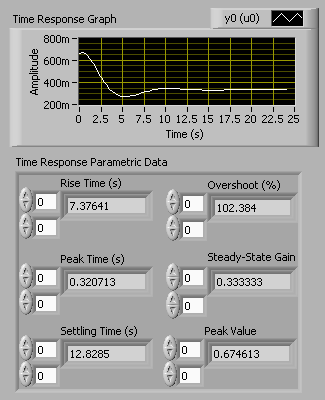 Time Response Graph
y0 (u0)
Amplitude
800m
600m
400m
200m
0 2.5 5 7.5 10 12.5 15 17.5 20 22.5 25
Time (s)
Time Response Parametric Data
Rise Time (s)
0
0
7.37641
Overshoot (%)
0
0
102.384
Peak Time (s)
0
0
0.320713
Steady-State Gain
0
0
0.333333
Settling Time (s)
0
0
12.8285
Peak Value
0
0
0.674613